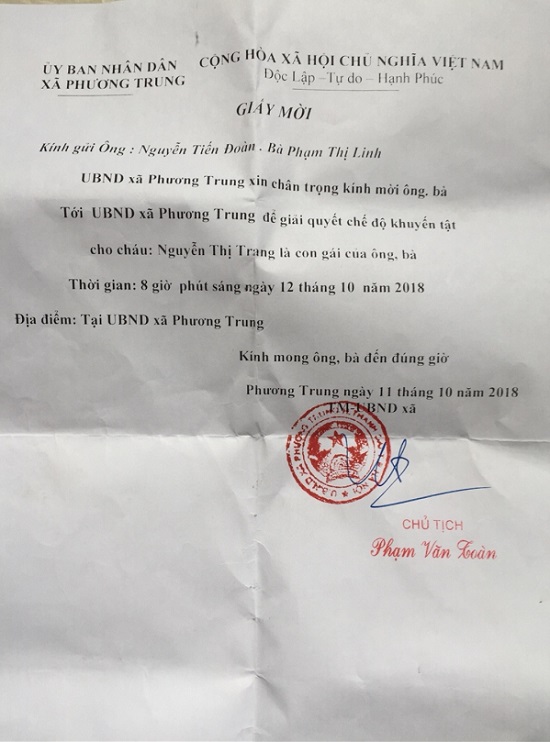 ỦY BAN NHÂN DÂN
XÃ PHƯƠNG TRUNG
CỘNG HÒA XÃ HỘI CHỦ NGHĨA VIỆT NAM
Độc Lập –Tự do – Hạnh Phúc
GIẤY MỜI
Kính gửi Ông : Nguyễn Tiến Đoàn . Bà Phạm Thị Linh
UBND xã Phương Trung xin chân trọng kính mời ông, bà
Tới UBND xã Phương Trung để giải quyết chế độ khuyến tật
cho cháu: Nguyễn Thị Trang là con gái của ông, bà
Thời gian: 8 giờ phút sáng ngày 12 tháng 10 năm 2018
Địa điểm: Tại UBND xã Phương Trung
Kính mong ông, bà đến đúng giờ
Phương Trung ngày 11 tháng 10 năm 2018
TM-UBND xã
U.B.N.D XÃ PHƯƠNG TRUNG
CHỦ TỊCH
Phạm Văn Toàn